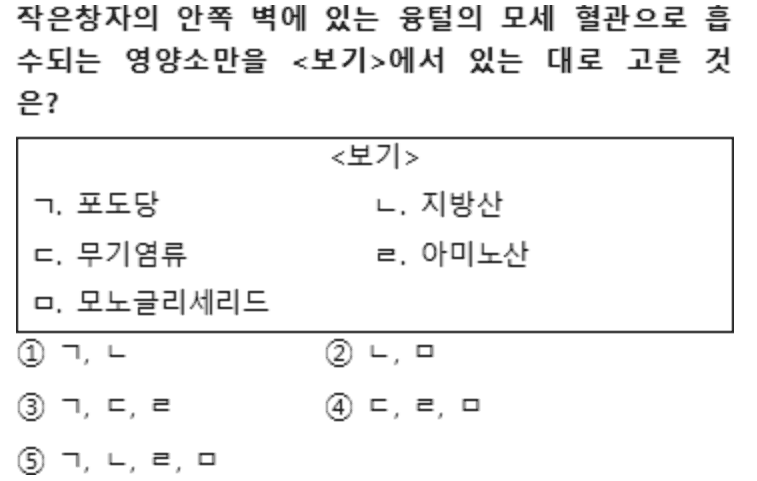 작은창자의 안쪽 벽에 있는 융털의 모세 혈관으로 흡
수되는 영양소만을 <보기>에서 있는 대로 고른 것
은?
<보기>
ㄱ. 포도당 ㄴ. 지방산
ㄷ. 무기염류 ㄹ. 아미노산
ㅁ. 모노글리세리드
① ㄱ, ㄴ ② ㄴ, ㅁ
③ ㄱ, ㄷ, ㄹ ④ ㄷ, ㄹ, ㅁ
⑤ ㄱ, ㄴ, ㄹ, ㅁ